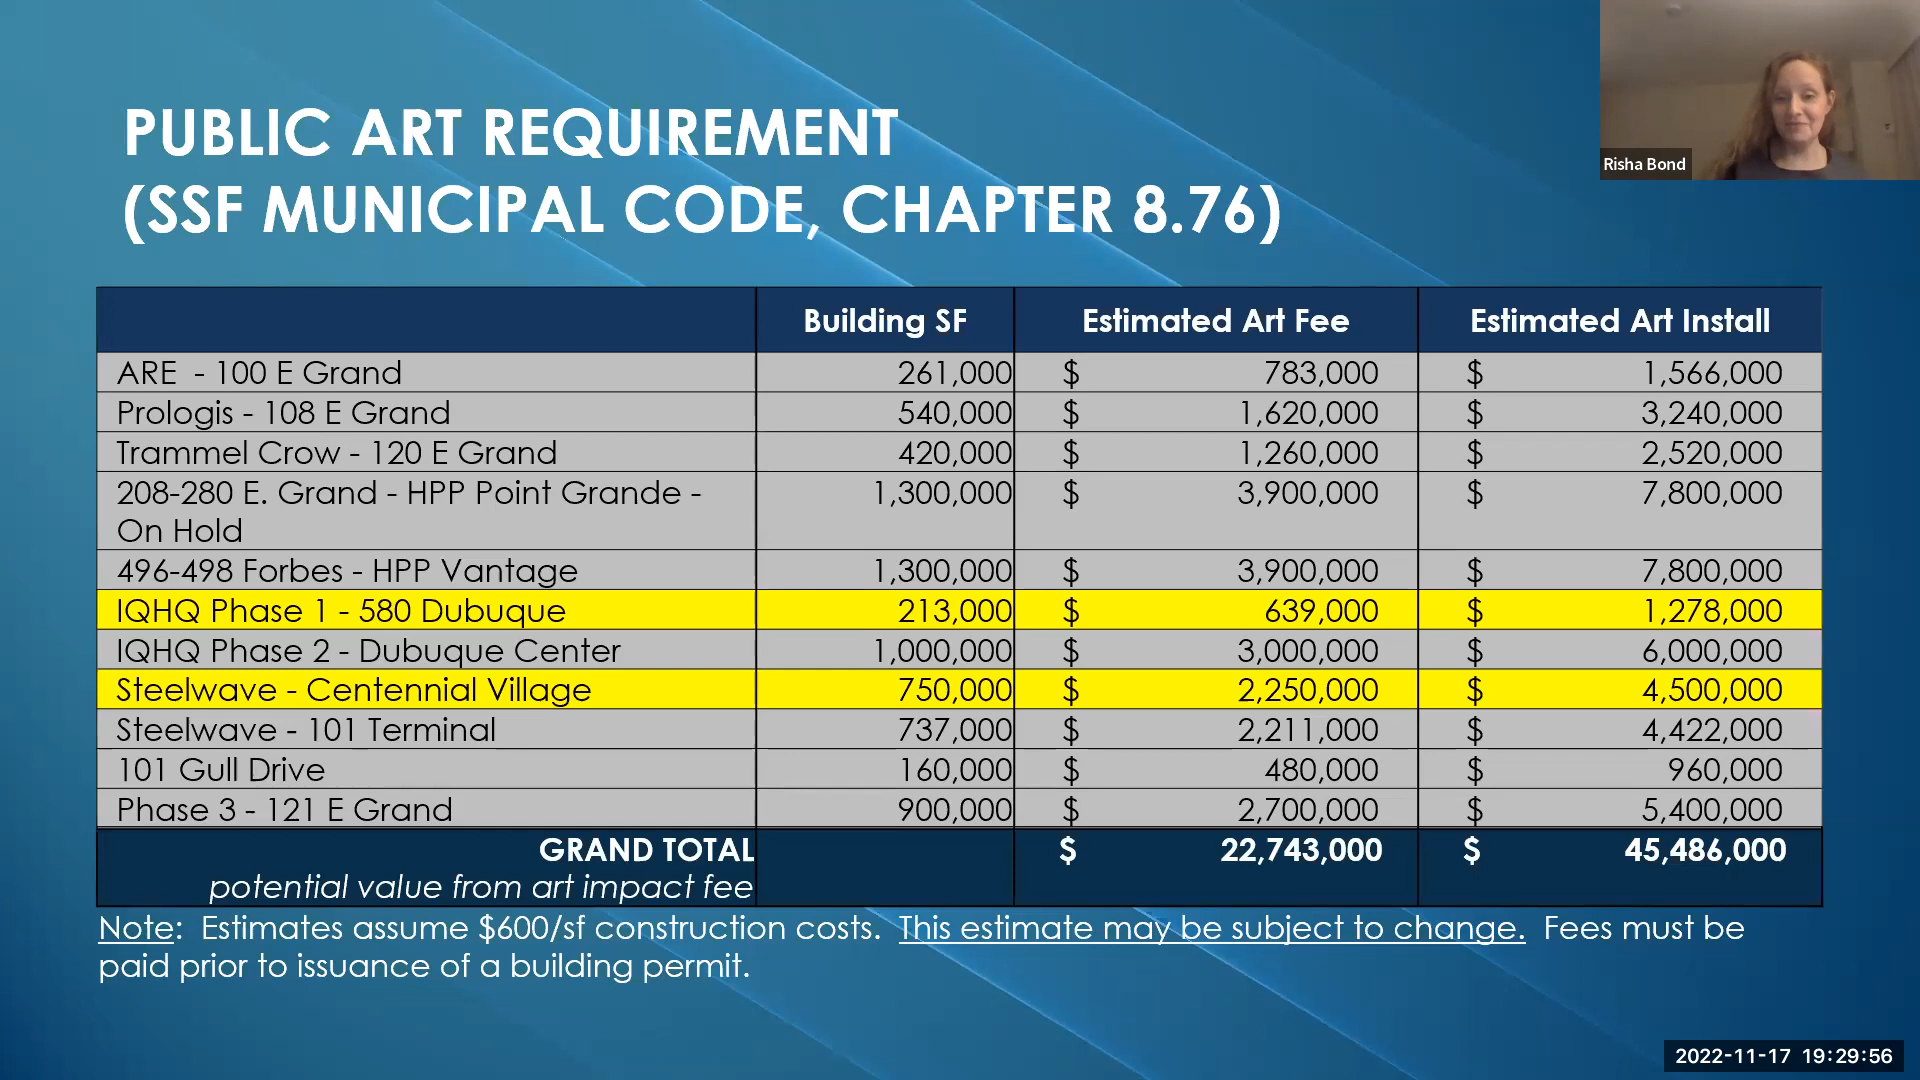 PUBLIC ART REQUIREMENT
(SSF MUNICIPAL CODE, CHAPTER 8.76)
Risha Bond
Building SF Estimated Art Fee Estimated Art Install
ARE - 100 E Grand 261,000 $ 783,000 $ 1,566,000
Prologis - 108 E Grand 540,000 $ 1,620,000 $ 3,240,000
Trammel Crow - 120 E Grand 420,000 $ 1,260,000 $ 2,520,000
208-280 E. Grand - HPP Point Grande - 1,300,000 $ 3,900,000 $ 7,800,000
On Hold
496-498 Forbes - HPP Vantage 1,300,000 $ 3,900,000 $ 7,800,000
IQHQ Phase 1 - 580 Dubuque 213,000 $ 639,000 $ 1,278,000
IQHQ Phase 2 - Dubuque Center 1,000,000 $ 3,000,000 $ 6,000,000
Steelwave - Centennial Village 750,000 $ 2,250,000 $ 4,500,000
Steelwave - 101 Terminal 737,000 $ 2,211,000 $ 4,422,000
101 Gull Drive 160,000 $ 480,000 $ 960,000
Phase 3 - 121 E Grand 900,000 $ 2,700,000 $ 5,400,000
GRAND TOTAL $ 22,743,000 $ 45,486,000
potential value from art impact fee
Note: Estimates assume $600/sf construction costs. This estimate may be subject to change. Fees must be
paid prior to issuance of a building permit.
2022-11-17 19:29:56